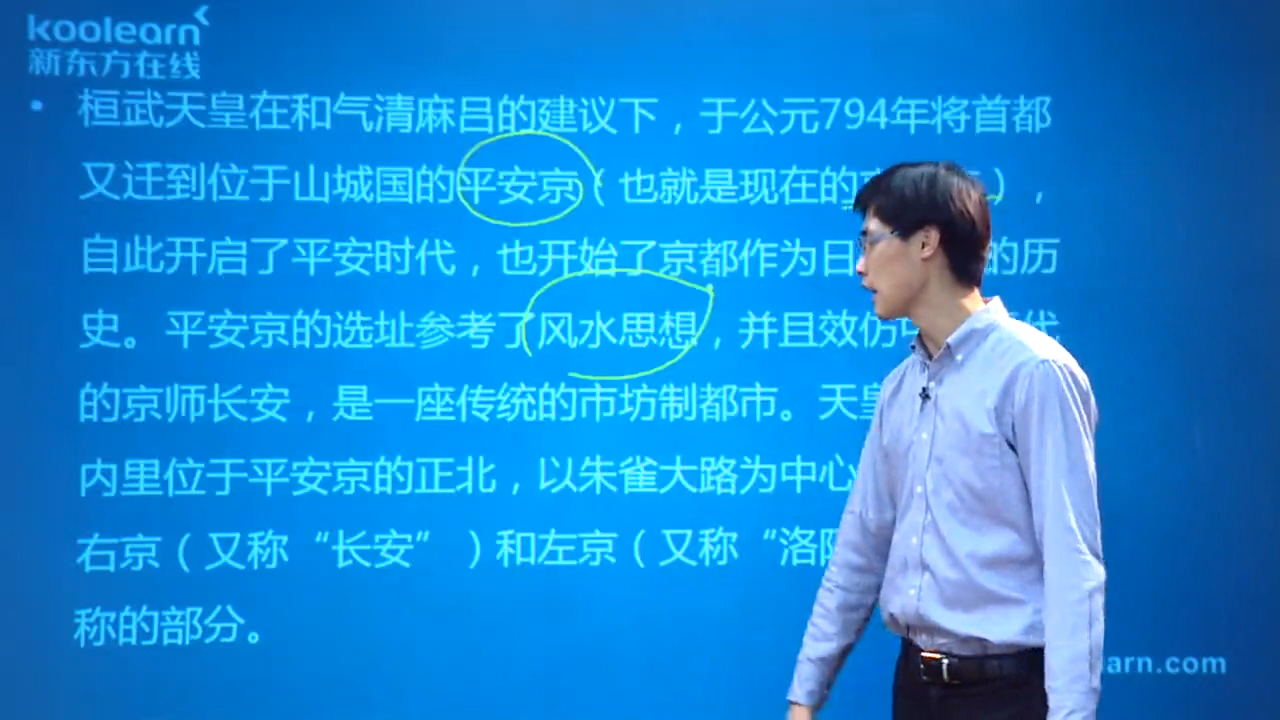 koolearn
新东方在线
• 桓武天皇在和气清麻吕的建议下，于公元794年将首都
又迁到位于山城国的平安京（也就是现在的），
自此开启了平安时代，也开始了京都作为日的历
史。平安京的选址参考了风水思想，并且效仿代
的京师长安，是一座传统的市坊制都市。天皇
内里位于平安京的正北，以朱雀大路为中心
右京（又称“长安”）和左京（又称“洛
称的部分。
arn.com